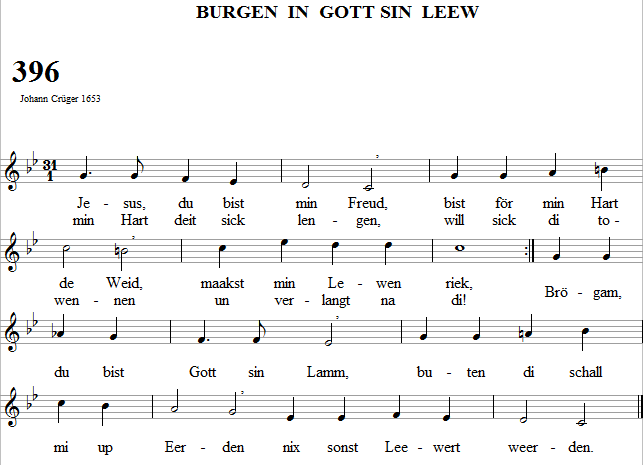 BURGEN IN GOTT SIN LEEW
396
Johann Crüger 1653
31
1
Je - sus, du bist min Freud, bist för min Hart
min Hart deit sick len - gen, will sick di to -
de Weid, maakst min Le - wen riek,
wen - nen un ver - langt na di!
Brö - gam,
du bist Gott sin Lamm, bu - ten di schall
mi up Eer - den nix sonst Lee - wert weer - den.